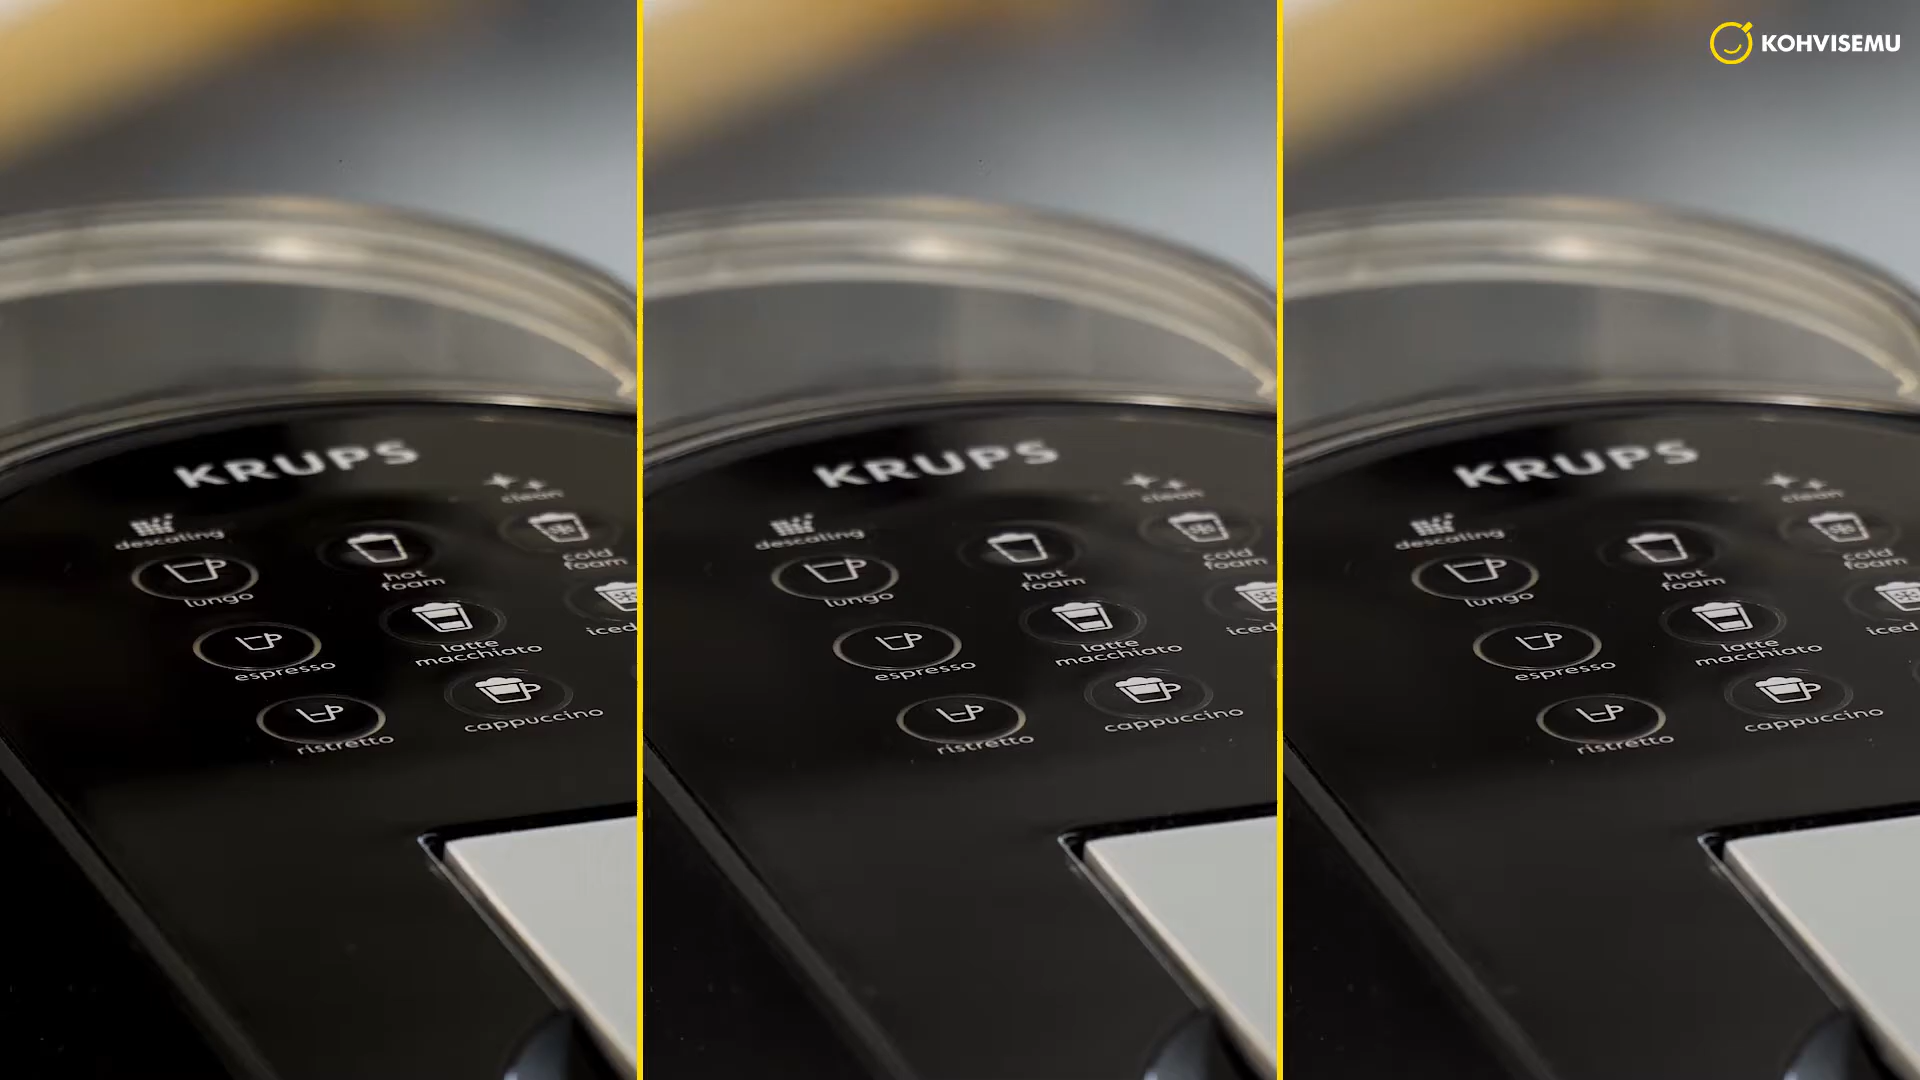 KOHVISEMU
KRUPS
clean
descaling
cold
foam
hot
foam
lungo
iced
latte
macchiato
espresso
cappuccino
ristretto
KRUPS
clean
descaling
cold
foam
hot
foam
lungo
iced
latte
macchiato
espresso
cappuccino
ristretto
KRUPS
clean
descaling
cold
foam
hot
foam
lungo
iced
latte
macchiato
espresso
cappuccino
ristretto